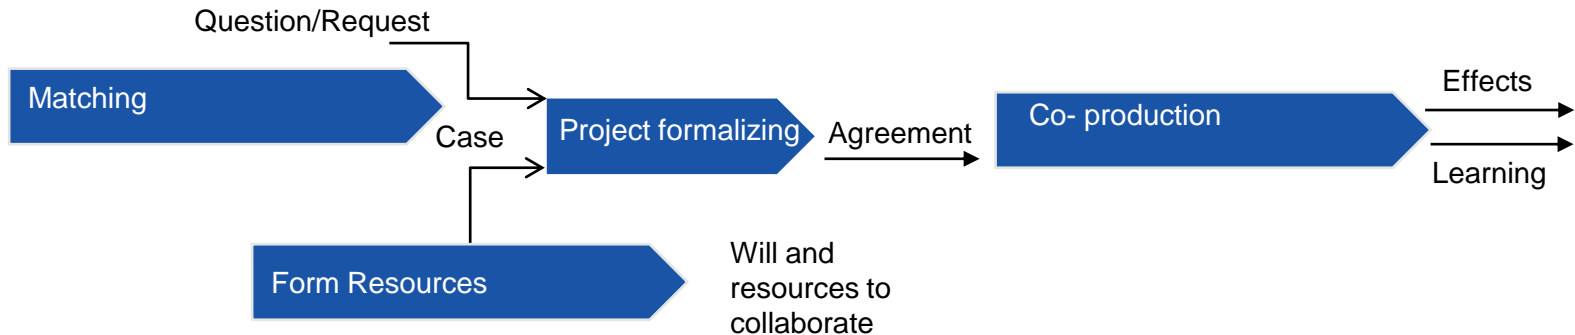 Question/Request
Matching
Case
Project formalizing
Agreement
Co- production
Effects
Learning
Form Resources
Will and
resources to
collaborate